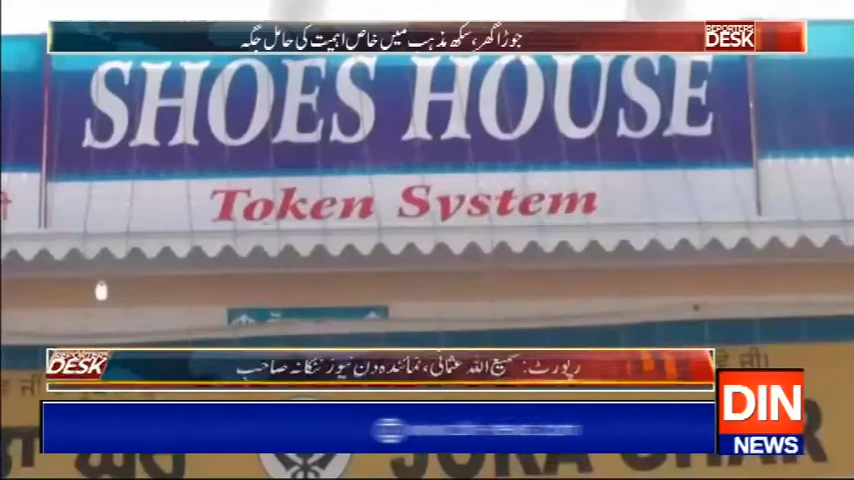 جوڑا گھر، سکھ مذہب میں خاص اہمیت کی حامل جگہ
REPORTERS DESK
SHOES HOUSE
Token System
REPORTERS DESK
رپورٹ: سمیع اللہ عثمانی، نمائندہ دن نیوز ننکانہ صاحب
DIN
NEWS
JORA